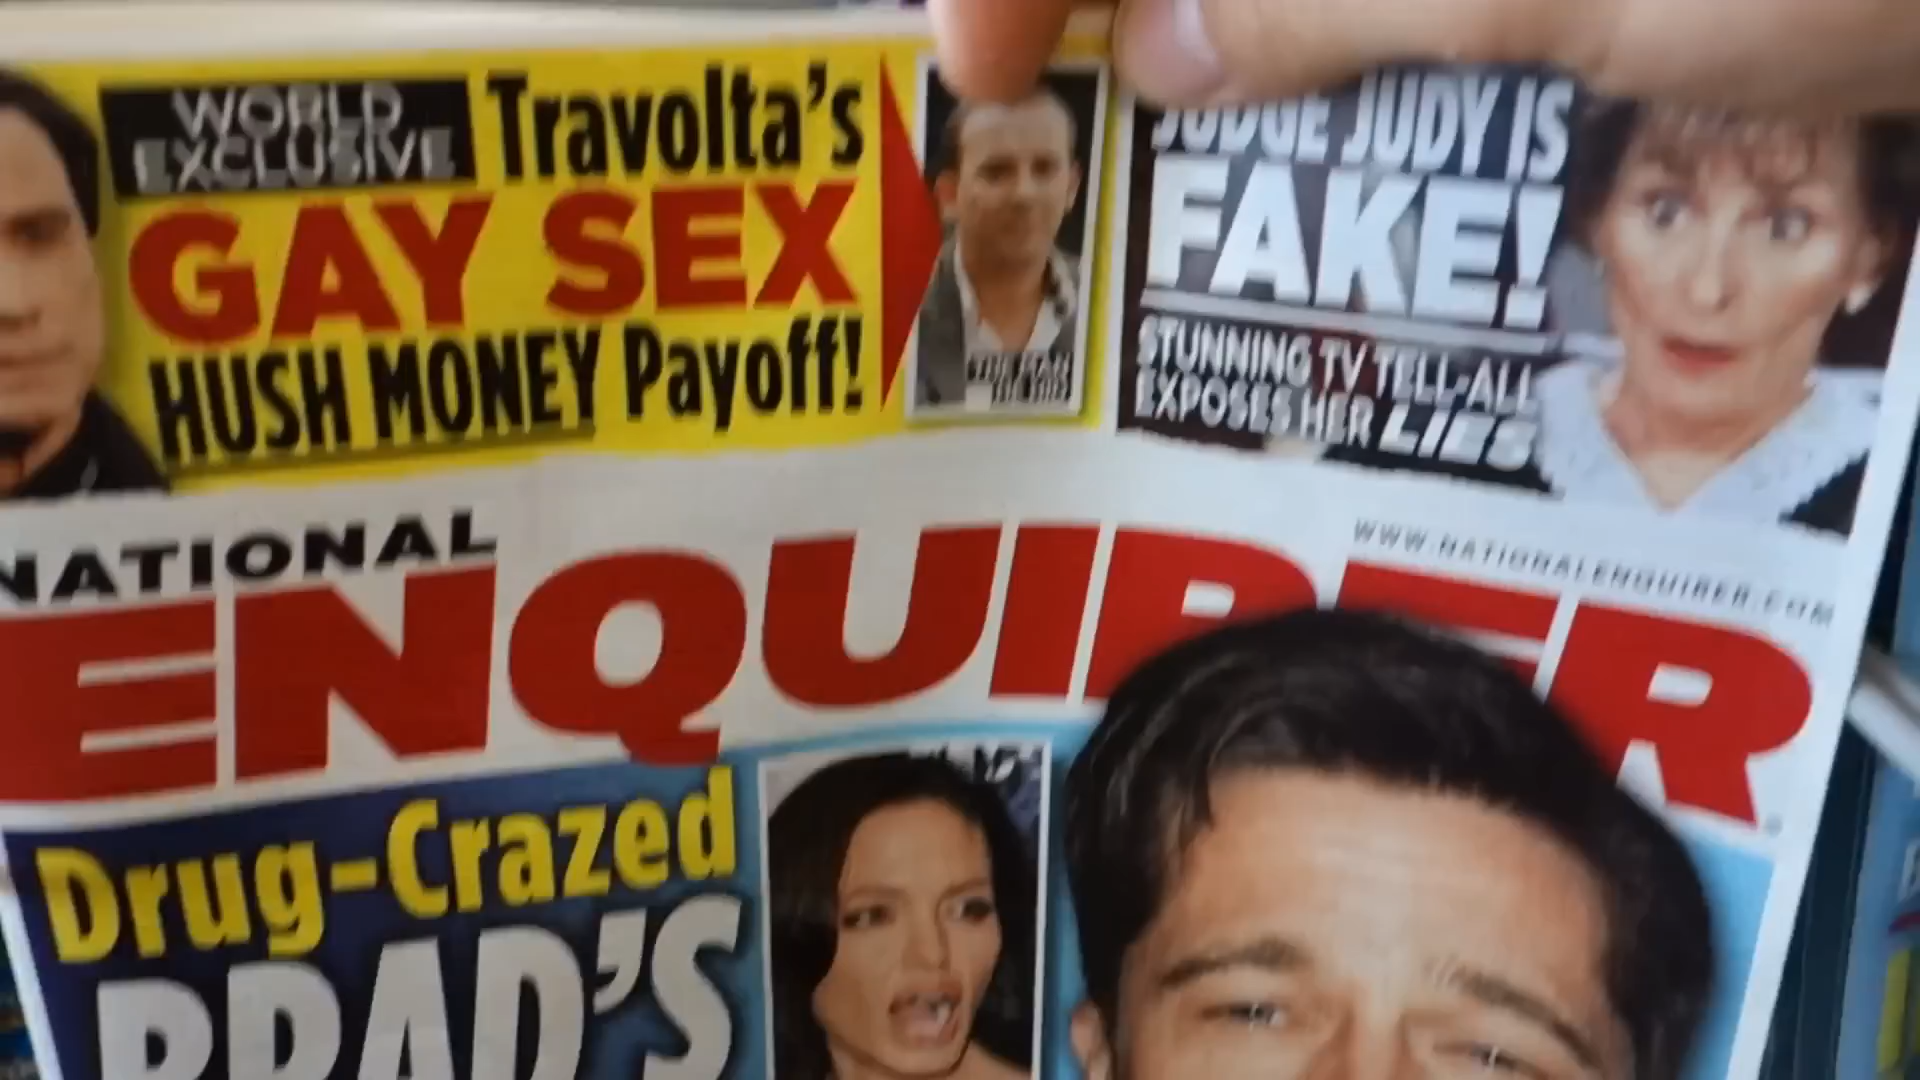 WORLD
EXCLUSIVE
Travolta's
GAY SEX
HUSH MONEY Payoff!
JUDGE JUDY IS
FAKE!
STUNNING TV TELL-ALL
EXPOSES HER LIES
NATIONAL
ENQUIRER
WWW.NATIONALENQUIRER.COM
Drug-Crazed
BRAD'S